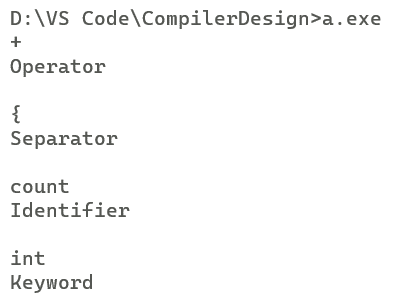 D:\VS Code\CompilerDesign>a.exe
+
Operator
{
Separator
count
Identifier
int
Keyword